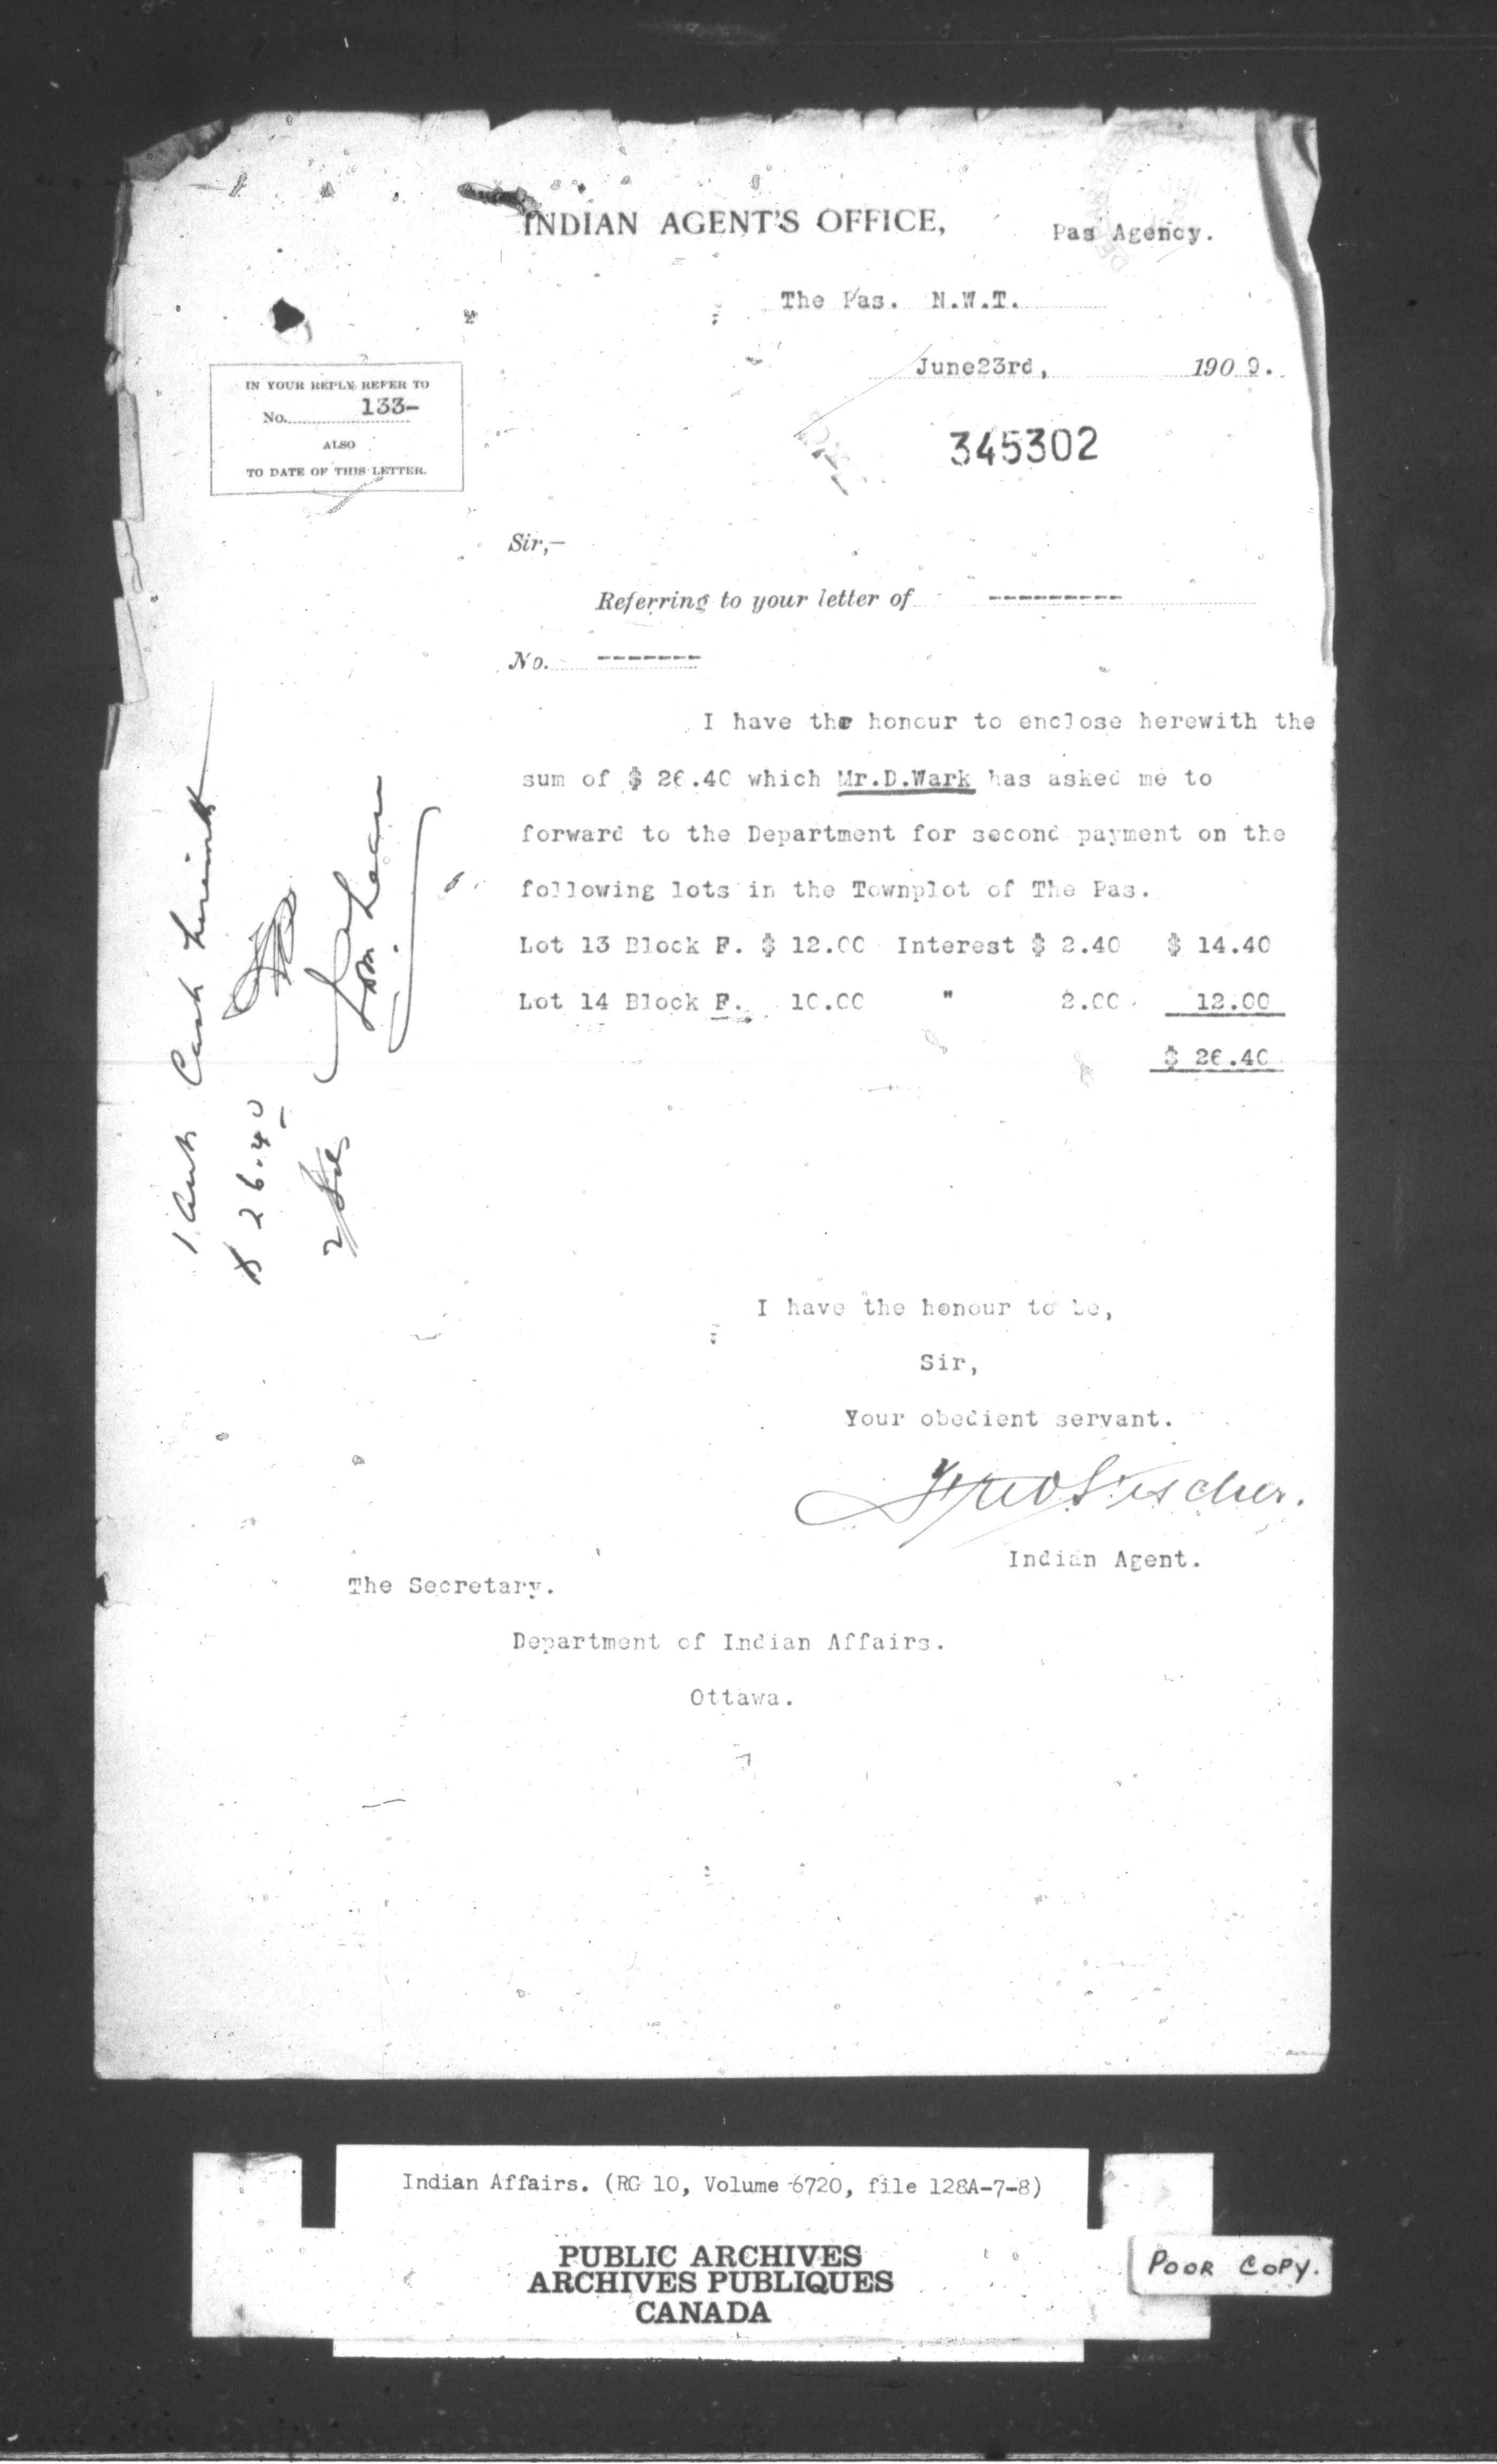 INDIAN AGENT'S OFFICE, Pas Agency.
The Pas. N.W.T.
June23rd, 1909.
IN YOUR REPLY REFER TO
No. 133-
ALSO
TO DATE OF THIS LETTER.
345302
Sir,—
Referring to your letter of ---------
No. -------
I have the honour to enclose herewith the
sum of $ 26.40 which Mr.D.Wark has asked me to
forward to the Department for second payment on the
following lots in the Townplot of The Pas.
Lot 13 Block F. $ 12.00 Interest $ 2.40 $ 14.40
Lot 14 Block F. 10.00 " 2.00 12.00
$ 26.40
Cash herewith
$ 26.40
I have the honour to be,
Sir,
Your obedient servant.
Fischer.
Indian Agent.
The Secretary.
Department of Indian Affairs.
Ottawa.
Indian Affairs. (RG 10, Volume 6720, file 128A-7-8)
PUBLIC ARCHIVES
ARCHIVES PUBLIQUES
CANADA
POOR COPY.